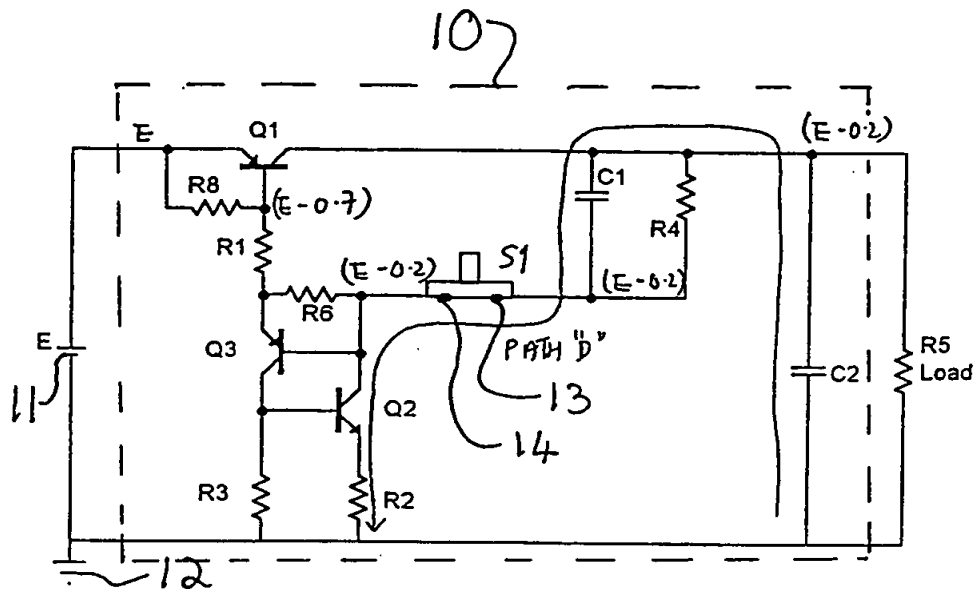 10
E
Q1
(E-0.2)
R8
(E-0.7)
C1
R4
R1
(E-0.2)
S1
(E-0.2)
R6
E
Q3
PATH "D"
R5
Load
11
13
C2
Q2
14
R3
R2
12